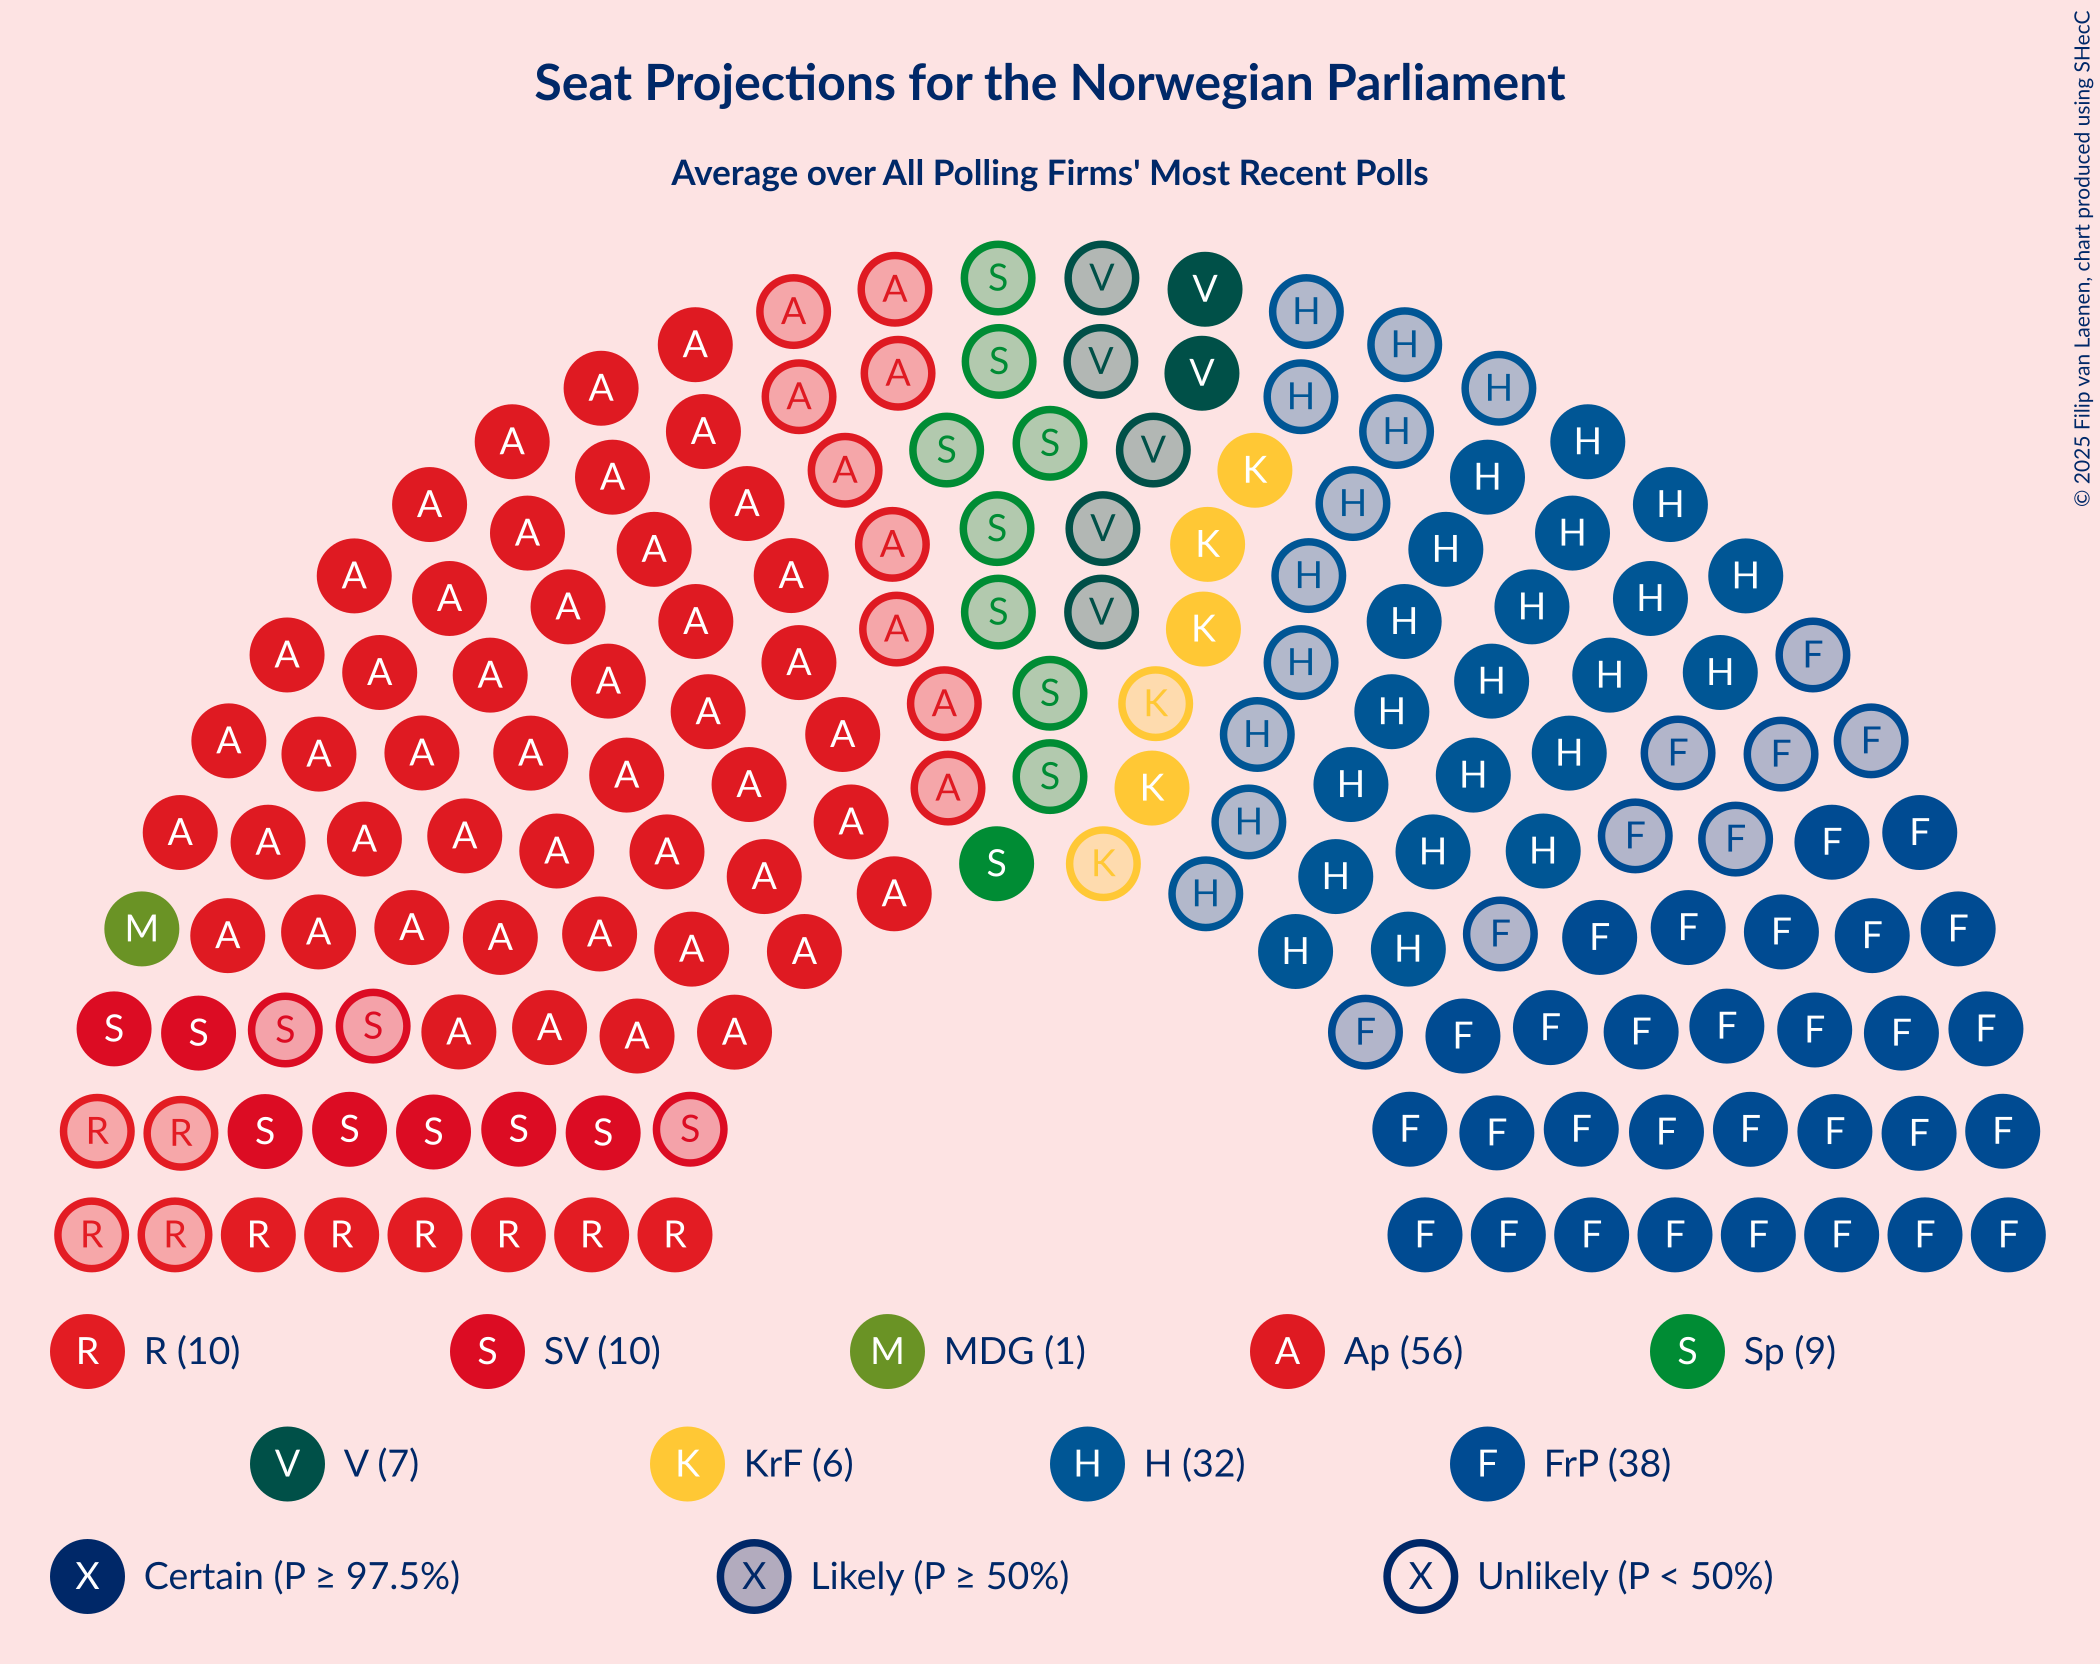 Seat Projections for the Norwegian Parliament
Average over All Polling Firms' Most Recent Polls
© 2025 Filip van Laenen, chart produced using SHecC
S V
A V
A H
A S V H
A A V H
A A H H
A S H
A A S V H H
A A K
A A H H
A A H H
A S V H
A A A K H
A A H H
A A H H
A S V H
A A K H
A F
A A A H H H
A A S H H
A A K
A A H H
A F
A A A H F F
A A H H
A K
A A H F
A A A S H F F
A A H H
S K
A A H
A H
M A A A F F F
A A A F F F
A A H H
S S S S A A A A F F F F F F F F
R R S S S S S S F F F F F F F F
R R R R R R R R F F F F F F F F
R R (10) S SV (10) M MDG (1) A Ap (56) S Sp (9)
V V (7) K KrF (6) H H (32) F FrP (38)
X Certain (P ≥ 97.5%) X Likely (P ≥ 50%) X Unlikely (P < 50%)